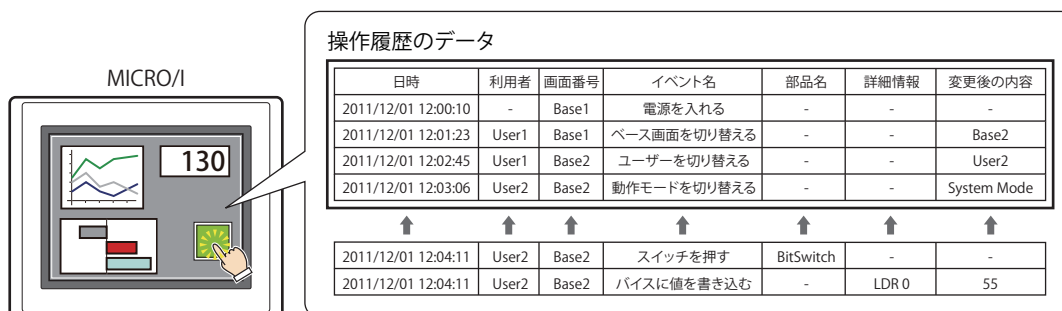 操作履歴のデータ
MICRO/I
130
日時 利用者 画面番号 イベント名 部品名 詳細情報 変更後の内容
2011/12/01 12:00:10 - Base1 電源を入れる - - -
2011/12/01 12:01:23 User1 Base1 ベース画面を切り替える - - Base2
2011/12/01 12:02:45 User1 Base2 ユーザーを切り替える - - User2
2011/12/01 12:03:06 User2 Base2 動作モードを切り替える - - System Mode
2011/12/01 12:04:11 User2 Base2 スイッチを押す BitSwitch - -
2011/12/01 12:04:11 User2 Base2 バイスに値を書き込む - LDR 0 55